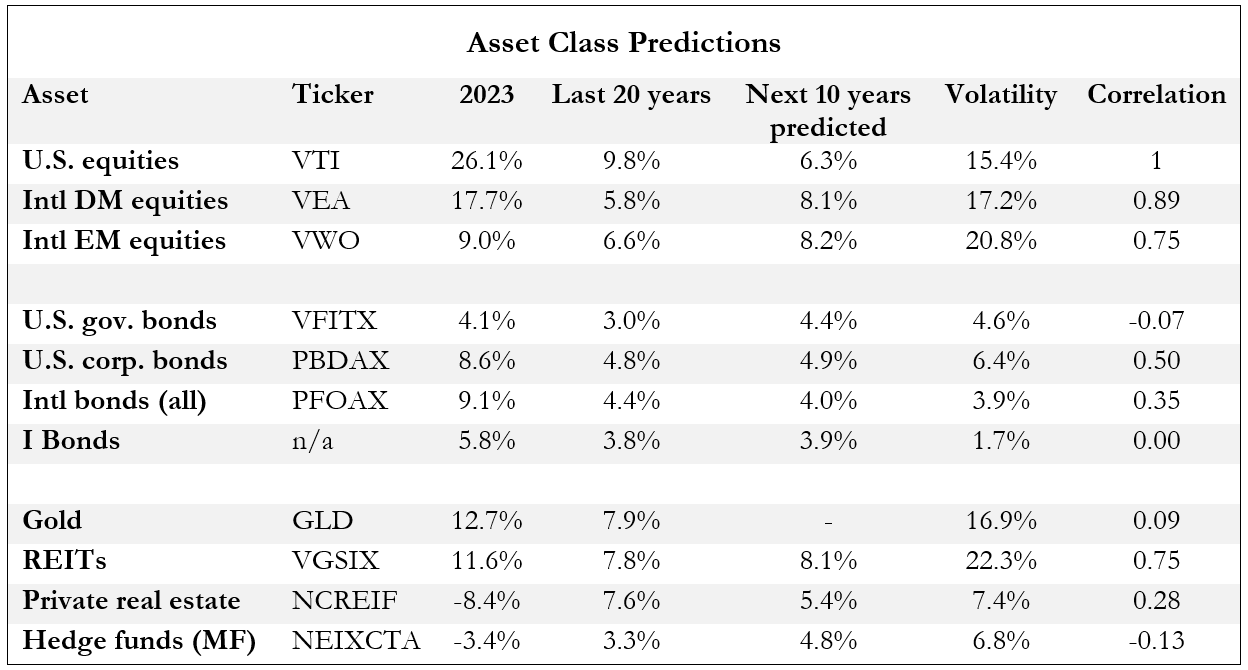 Asset Class Predictions
Asset Ticker 2023 Last 20 years Next 10 years predicted Volatility Correlation
U.S. equities VTI 26.1% 9.8% 6.3% 15.4% 1
Intl DM equities VEA 17.7% 5.8% 8.1% 17.2% 0.89
Intl EM equities VWO 9.0% 6.6% 8.2% 20.8% 0.75
U.S. gov. bonds VFITX 4.1% 3.0% 4.4% 4.6% -0.07
U.S. corp. bonds PBDAX 8.6% 4.8% 4.9% 6.4% 0.50
Intl bonds (all) PFOAX 9.1% 4.4% 4.0% 3.9% 0.35
I Bonds n/a 5.8% 3.8% 3.9% 1.7% 0.00
Gold GLD 12.7% 7.9% - 16.9% 0.09
REITs VGSIX 11.6% 7.8% 8.1% 22.3% 0.75
Private real estate NCREIF -8.4% 7.6% 5.4% 7.4% 0.28
Hedge funds (MF) NEIXCTA -3.4% 3.3% 4.8% 6.8% -0.13